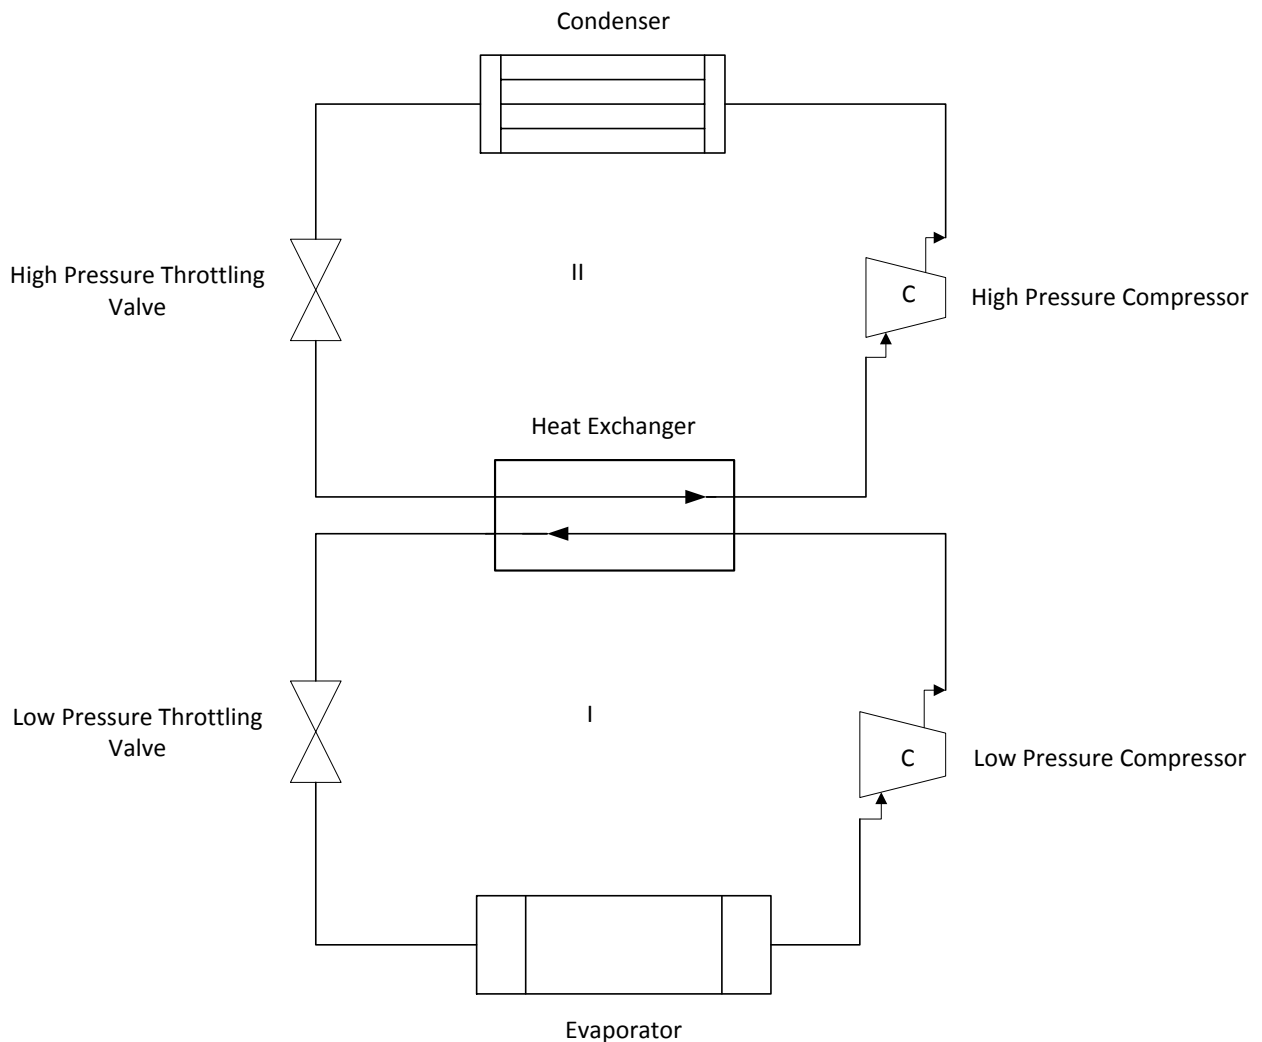 Condenser
High Pressure Throttling
Valve
II
C
High Pressure Compressor
Heat Exchanger
Low Pressure Throttling
Valve
I
C
Low Pressure Compressor
Evaporator